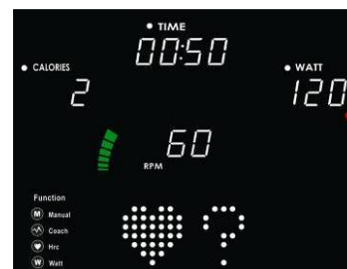 TIME
00:50
CALORIES
WATT
2
120
60
RPM
Function
M Manual
Coach
Hrc
W Watt
?